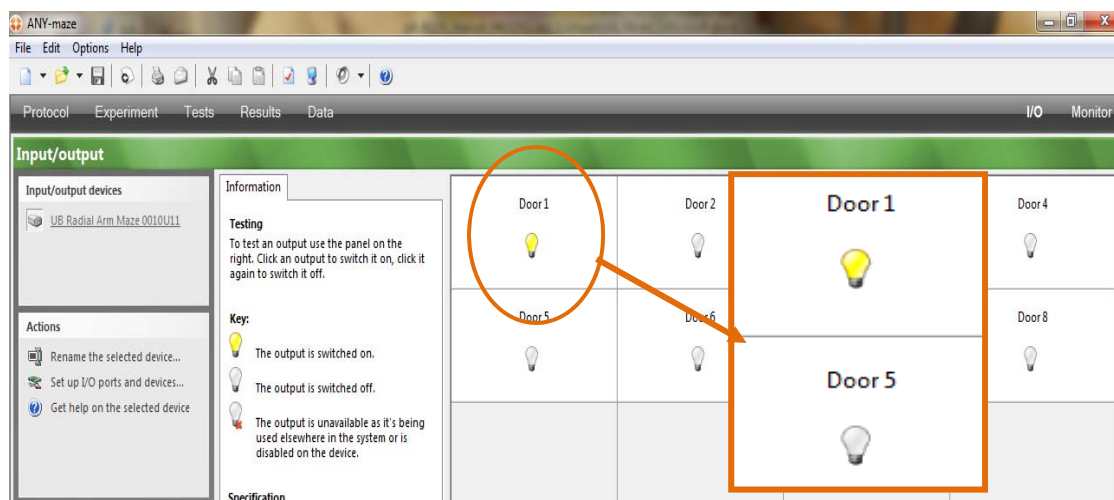 ANY-maze
File Edit Options Help
Protocol Experiment Tests Results Data I/O Monitor
Input/output
Input/output devices
UB Radial Arm Maze 0010U11
Actions
Rename the selected device...
Set up I/O ports and devices...
Get help on the selected device
Information
Testing
To test an output use the panel on the
right. Click an output to switch it on, click it
again to switch it off.
Key:
The output is switched on.
The output is switched off.
The output is unavailable as it's being
used elsewhere in the system or is
disabled on the device.
Specification
Door 1
Door 2
Door 4
Door 5
Door 6
Door 8
Door 1
Door 5